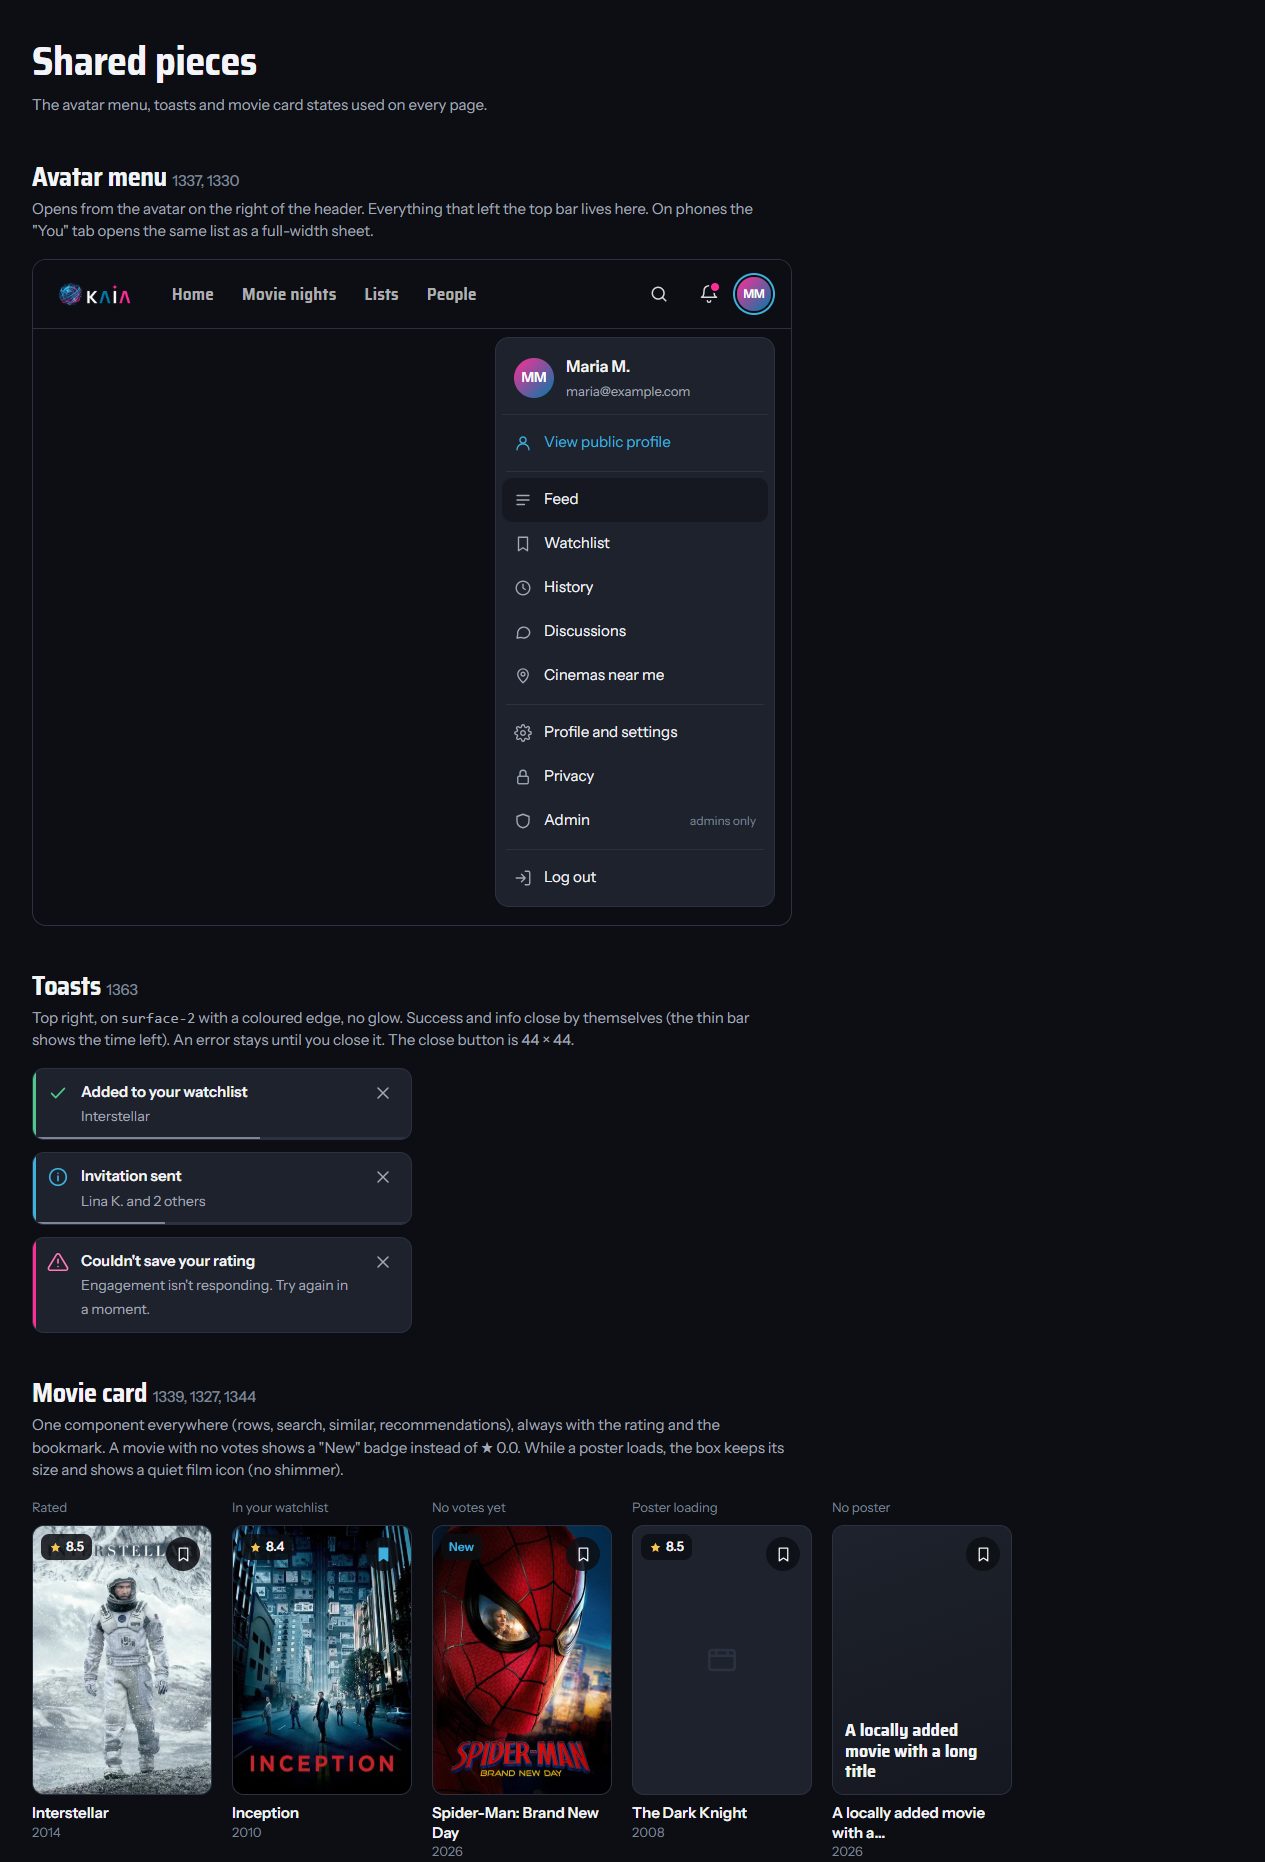 Shared pieces
The avatar menu, toasts and movie card states used on every page.
Avatar menu 1337, 1330
Opens from the avatar on the right of the header. Everything that left the top bar lives here. On phones the
"You" tab opens the same list as a full-width sheet.
KAIA Home Movie nights Lists People MM
MM Maria M.
maria@example.com
View public profile
Feed
Watchlist
History
Discussions
Cinemas near me
Profile and settings
Privacy
Admin admins only
Log out
Toasts 1363
Top right, on surface-2 with a coloured edge, no glow. Success and info close by themselves (the thin bar
shows the time left). An error stays until you close it. The close button is 44 × 44.
Added to your watchlist
Interstellar
Invitation sent
Lina K. and 2 others
Couldn't save your rating
Engagement isn't responding. Try again in
a moment.
Movie card 1339, 1327, 1344
One component everywhere (rows, search, similar, recommendations), always with the rating and the
bookmark. A movie with no votes shows a "New" badge instead of ★ 0.0. While a poster loads, the box keeps its
size and shows a quiet film icon (no shimmer).
Rated In your watchlist No votes yet Poster loading No poster
★ 8.5 RSTELL ★ 8.4 New ★ 8.5
INCEPTION
SPIDER-MAN
BRAND NEW DAY
A locally added
movie with a long
title
Interstellar
2014
Inception
2010
Spider-Man: Brand New
Day
2026
The Dark Knight
2008
A locally added movie
with a...
2026